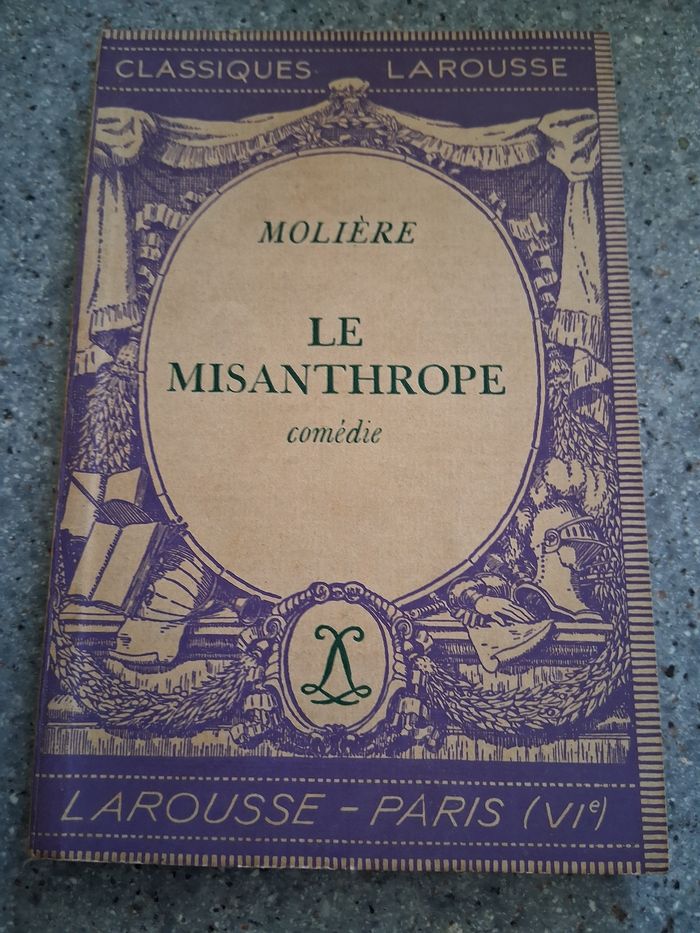 CLASSIQUES LAROUSSE
MOLIÈRE
LE
MISANTHROPE
comédie
LAROUSSE – PARIS (VIe)